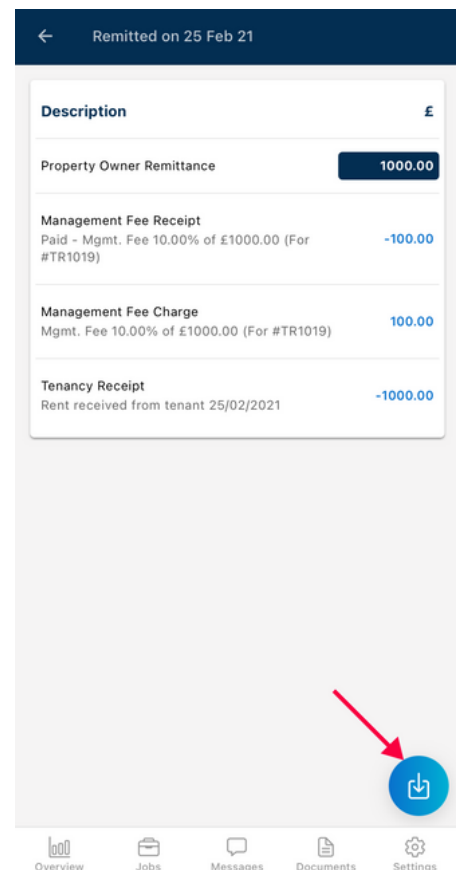 Remitted on 25 Feb 21
Description £
Property Owner Remittance 1000.00
Management Fee Receipt
Paid - Mgmt. Fee 10.00% of £1000.00 (For -100.00
#TR1019)
Management Fee Charge
Mgmt. Fee 10.00% of £1000.00 (For #TR1019) 100.00
Tenancy Receipt
Rent received from tenant 25/02/2021 -1000.00
Overview Jobs Messages Documents Settings